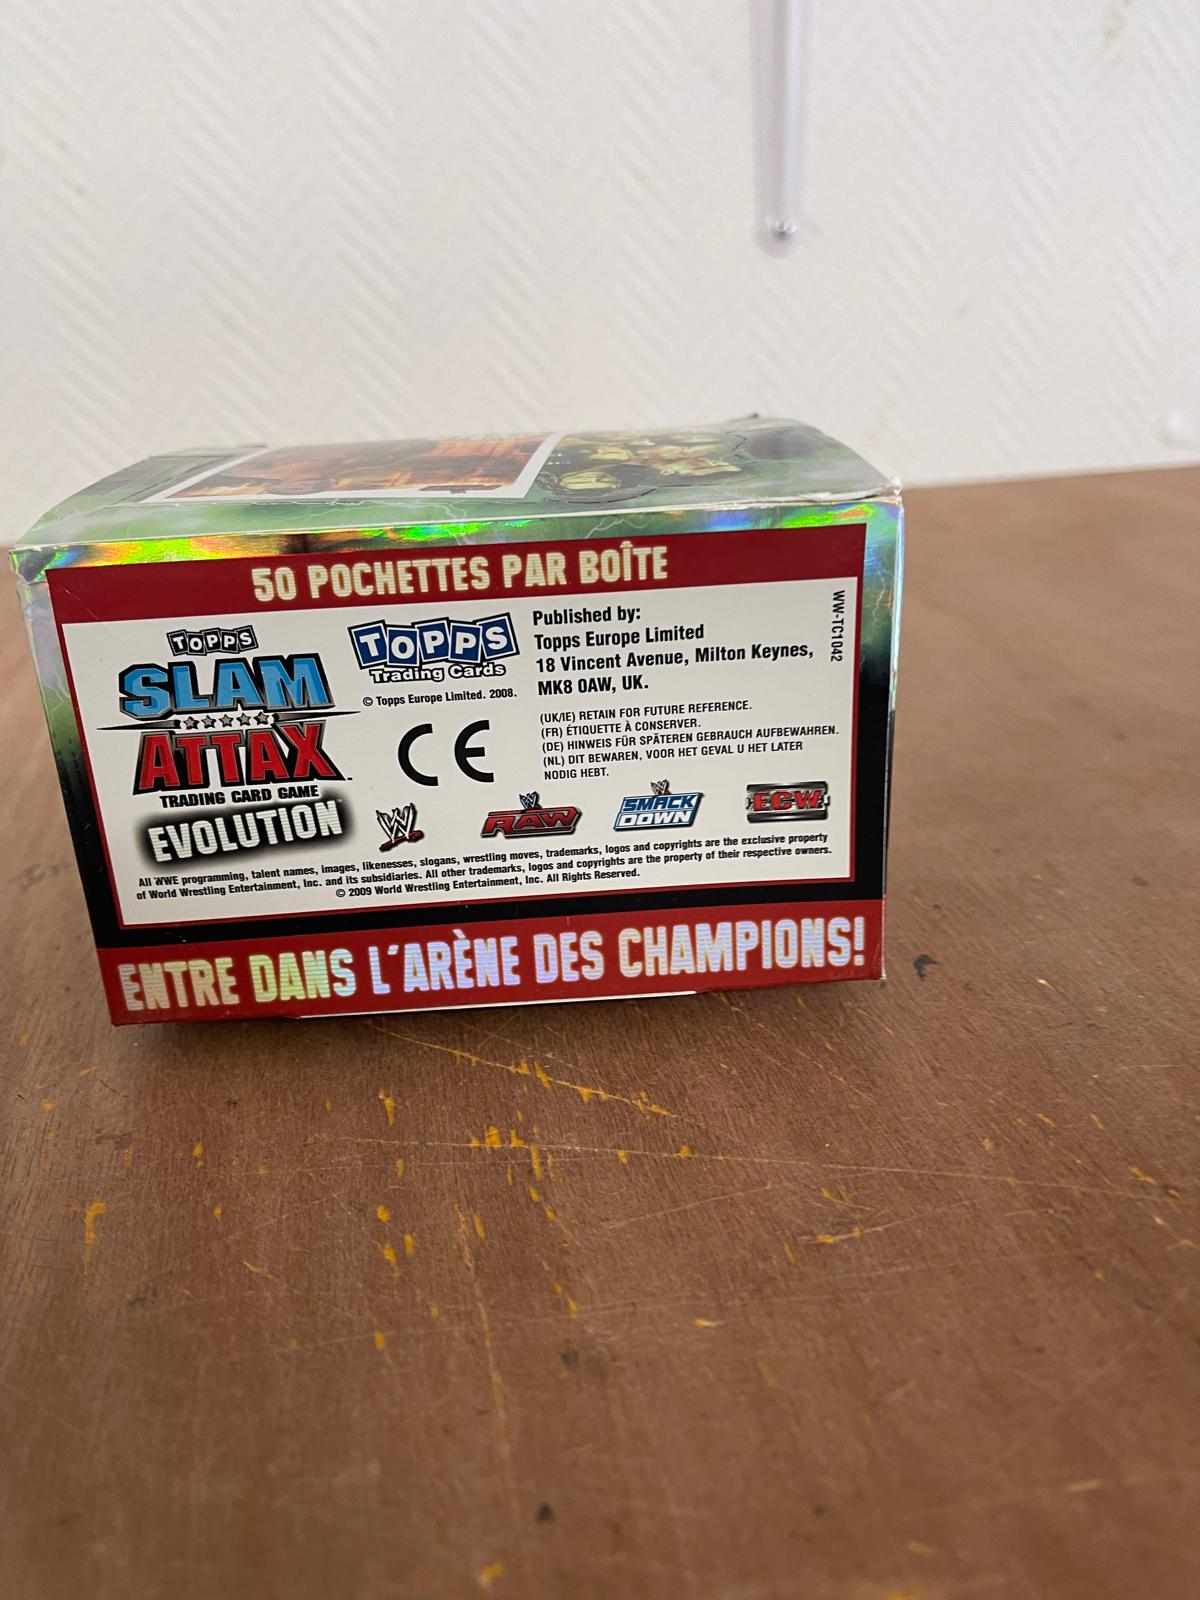 50 POCHETTES PAR BOÎTE
TOPPS
SLAM
ATTAX
TRADING CARD GAME
EVOLUTION
TOPPS
Trading Cards
© Topps Europe Limited. 2008.
CE
Published by:
Topps Europe Limited
18 Vincent Avenue, Milton Keynes,
MK8 0AW, UK.
WW-TC1042
(UK/IE) RETAIN FOR FUTURE REFERENCE.
(FR) ÉTIQUETTE À CONSERVER.
(DE) HINWEIS FÜR SPÄTEREN GEBRAUCH AUFBEWAHREN.
(NL) DIT BEWAREN, VOOR HET GEVAL U HET LATER
NODIG HEBT.
W
RAW
SMACK
DOWN
ECW
All WWE programming, talent names, images, likenesses, slogans, wrestling moves, trademarks, logos and copyrights are the exclusive property
of World Wrestling Entertainment, Inc. and its subsidiaries. All other trademarks, logos and copyrights are the property of their respective owners.
© 2009 World Wrestling Entertainment, Inc. All Rights Reserved.
ENTRE DANS L'ARÈNE DES CHAMPIONS!